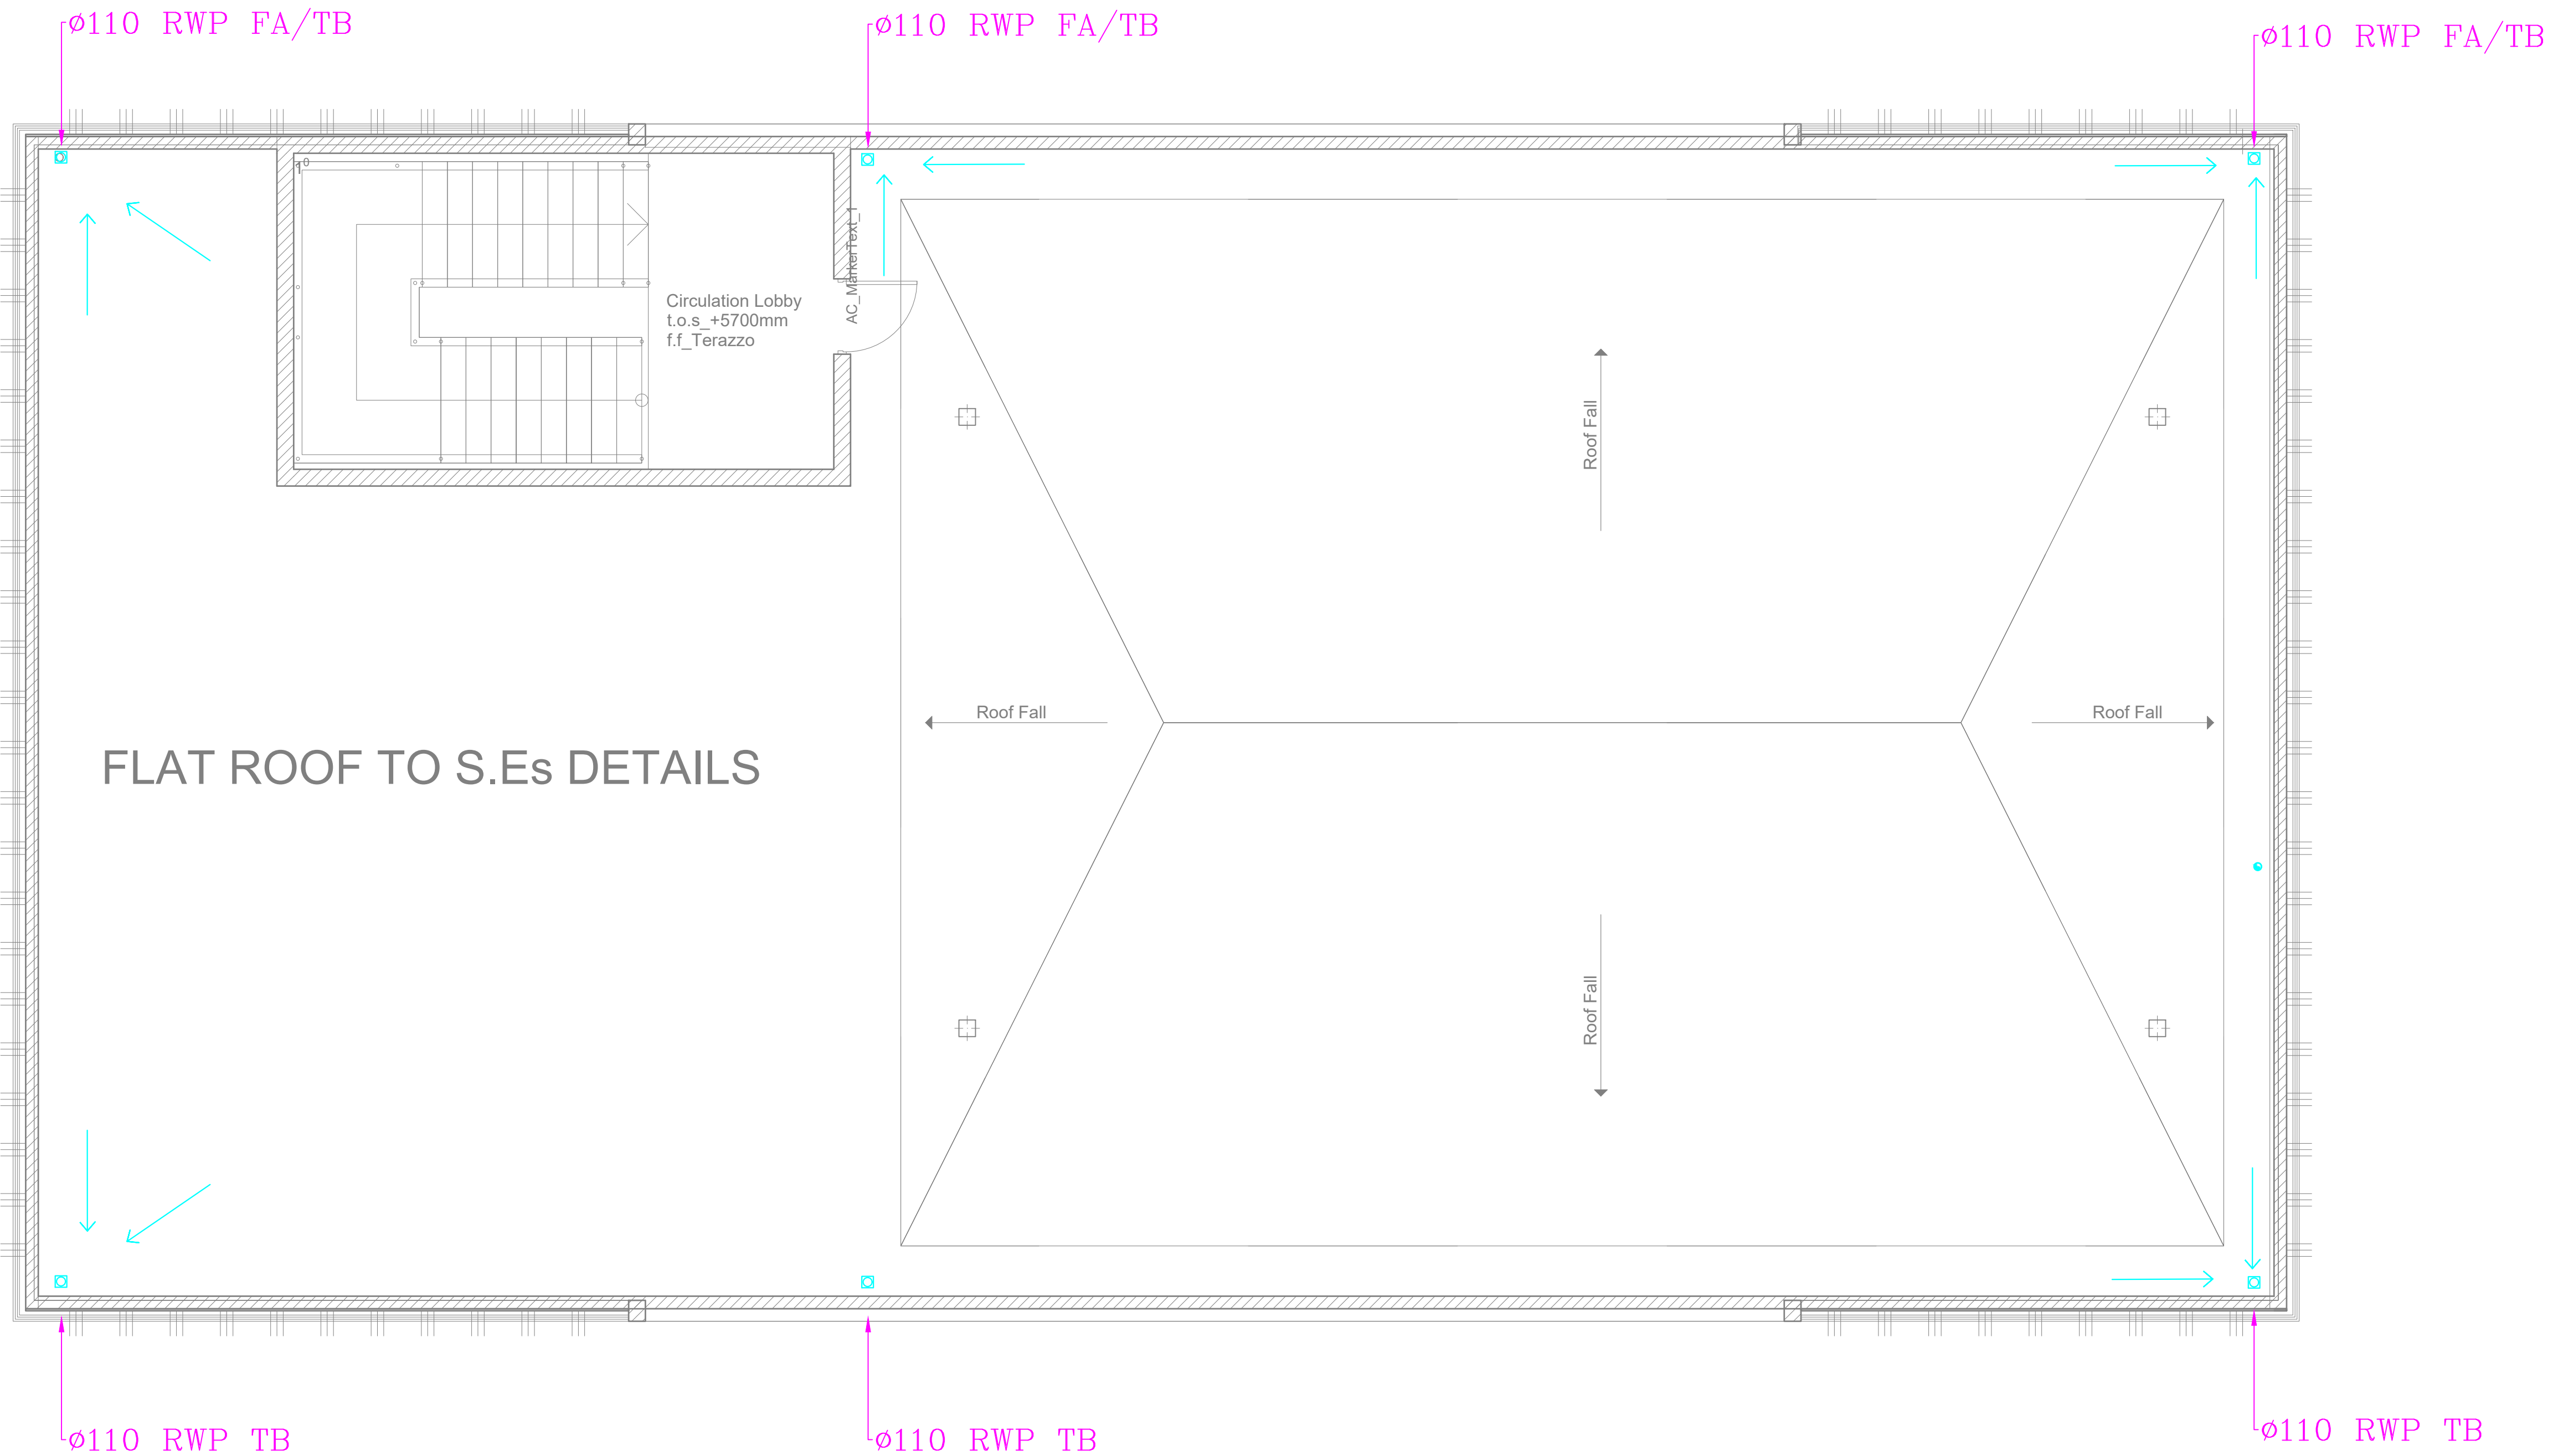 ø110 RWP FA/TB
ø110 RWP FA/TB
ø110 RWP FA/TB
10
Circulation Lobby
t.o.s_+5700mm
f.f_Terazzo
AC_MarkerText_1
Roof Fall
Roof Fall
Roof Fall
FLAT ROOF TO S.Es DETAILS
Roof Fall
ø110 RWP TB
ø110 RWP TB
ø110 RWP TB